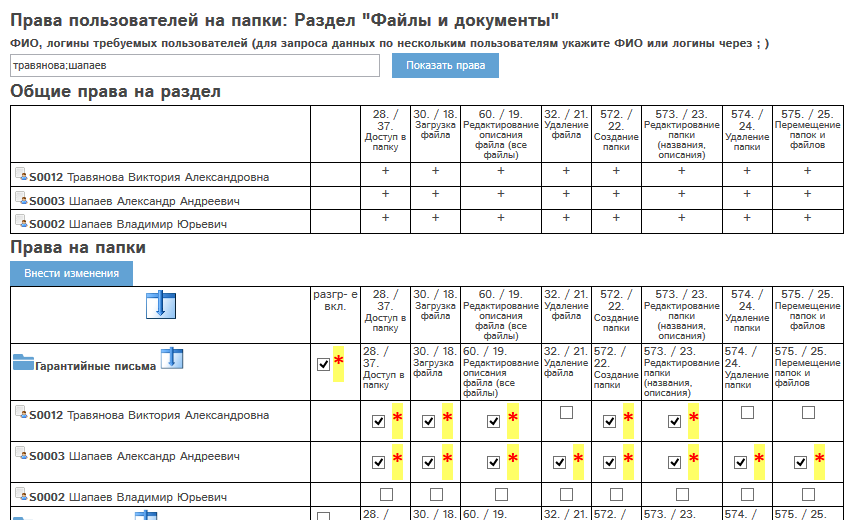 Права пользователей на папки: Раздел "Файлы и документы"
ФИО, логины требуемых пользователей (для запроса данных по нескольким пользователям укажите ФИО или логины через ; )
травянова;шапаев
Показать права
Общие права на раздел
28. / 37. Доступ в папку
30. / 18. Загрузка файла
60. / 19. Редактирование описания файла (все файлы)
32. / 21. Удаление файла
572. / 22. Создание папки
573. / 23. Редактирование папки (названия, описания)
574. / 24. Удаление папки
575. / 25. Перемещение папок и файлов
S0012 Травянова Виктория Александровна + + + + + + + +
S0003 Шапаев Александр Андреевич + + + + + + + +
S0002 Шапаев Владимир Юрьевич + + + + + + + +
Права на папки
Внести изменения
разгр- е вкл.
28. / 37. Доступ в папку
30. / 18. Загрузка файла
60. / 19. Редактирование описания файла (все файлы)
32. / 21. Удаление файла
572. / 22. Создание папки
573. / 23. Редактирование папки (названия, описания)
574. / 24. Удаление папки
575. / 25. Перемещение папок и файлов
Гарантийные письма *
28. / 37. Доступ в папку
30. / 18. Загрузка файла
60. / 19. Редактирование описания файла (все файлы)
32. / 21. Удаление файла
572. / 22. Создание папки
573. / 23. Редактирование папки (названия, описания)
574. / 24. Удаление папки
575. / 25. Перемещение папок и файлов
S0012 Травянова Виктория Александровна * * * * *
S0003 Шапаев Александр Андреевич * * * * * * * *
S0002 Шапаев Владимир Юрьевич
28. / 30. / 18. 60. / 19. 32. / 21. 572. / 573. / 23. 574. / 575. / 25.